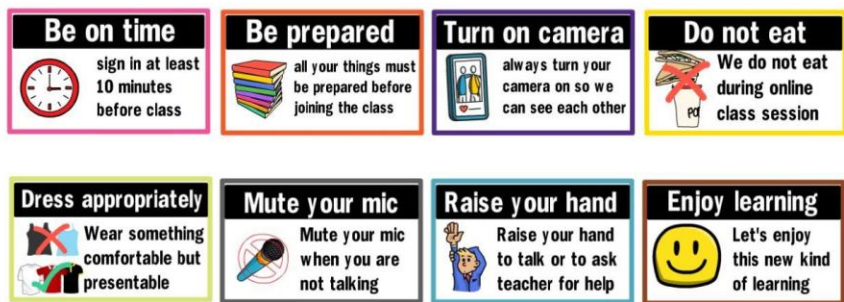 Be on time
sign in at least
10 minutes
before class
Be prepared
all your things must
be prepared before
joining the class
Turn on camera
always turn your
camera on so we
can see each other
Do not eat
We do not eat
during online
class session
PO
Dress appropriately
Wear something
comfortable but
presentable
Mute your mic
Mute your mic
when you are
not talking
Raise your hand
Raise your hand
to talk or to ask
teacher for help
Enjoy learning
Let's enjoy
this new kind
of learning